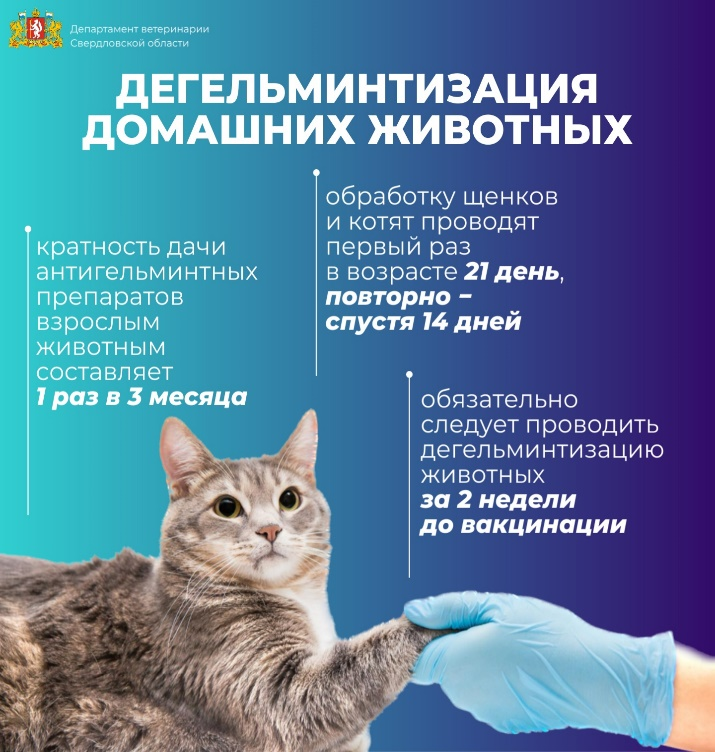 Департамент ветеринарии
Свердловской области
ДЕГЕЛЬМИНТИЗАЦИЯ
ДОМАШНИХ ЖИВОТНЫХ
кратность дачи
антигельминтных
препаратов
взрослым
животным
составляет
1 раз в 3 месяца
обработку щенков
и котят проводят
первый раз
в возрасте 21 день,
повторно –
спустя 14 дней
обязательно
следует проводить
дегельминтизацию
животных
за 2 недели
до вакцинации